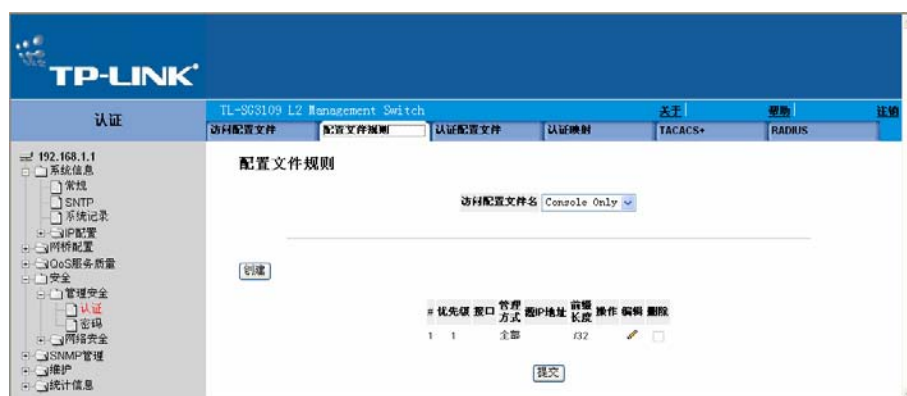 TP-LINK
认证
TL-SG3109 L2 Management Switch
关于
帮助
注销
访问配置文件
配置文件规则
认证配置文件
认证映射
TACACS+
RADIUS
192.168.1.1
系统信息
常规
SNTP
系统记录
IP配置
网桥配置
QoS服务质量
安全
管理安全
认证
密码
网络安全
SNMP管理
维护
统计信息
配置文件规则
访问配置文件名 Console Only
创建
# 优先级 接口 管理方式 源IP地址 前缀长度 操作 编辑 删除
1 1 全部 /32
提交